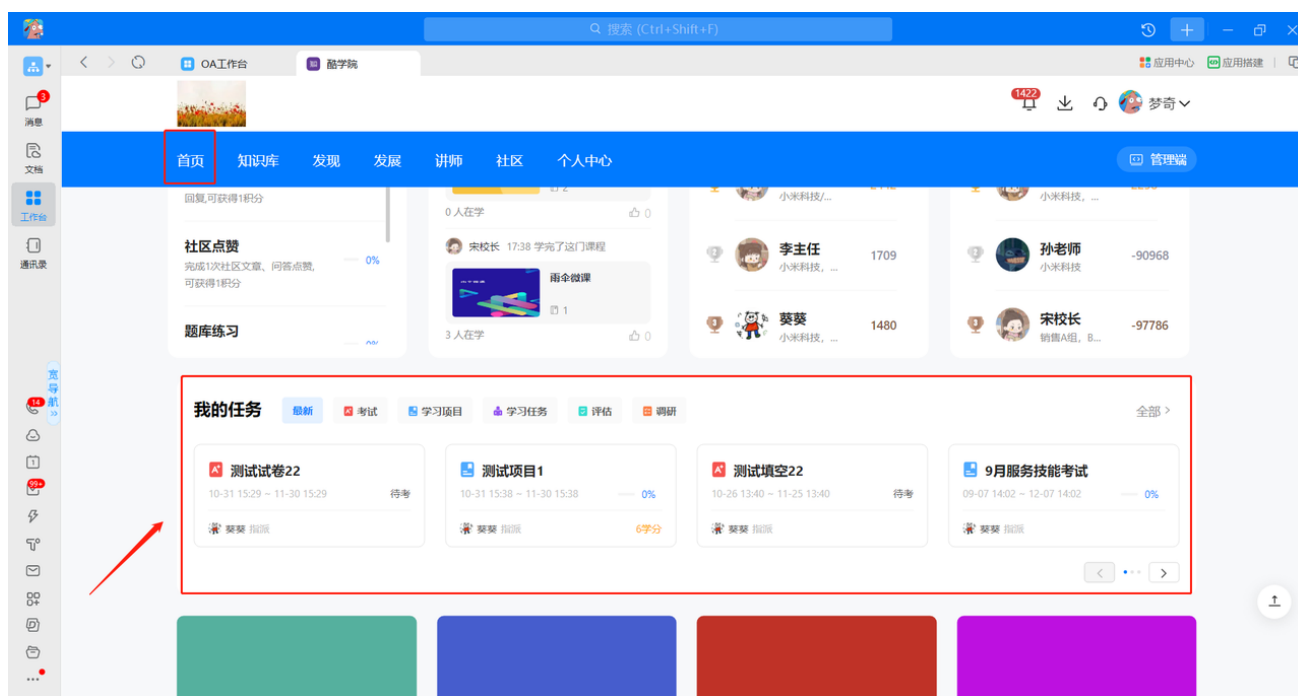 搜索 (Ctrl+Shift+F)
OA工作台
酷学院
应用中心
应用搭建
3
消息
文档
工作台
通讯录
宽导航
14
1
99+
1422
梦奇
首页 知识库 发现 发展 讲师 社区 个人中心
管理端
回复,可获得1积分
社区点赞
完成1次社区文章、问答点赞,
可获得1积分
0%
题库练习
2
0 人在学
0
宋校长 17:38 学完了这门课程
雨伞微课
1
3 人在学
0
小米科技/...
李主任
小米科技, ...
1709
葵葵
小米科技, ...
1480
小米科技, ...
孙老师
小米科技
-90968
宋校长
销售A组, B...
-97786
我的任务 最新 考试 学习项目 学习任务 评估 调研
全部
测试试卷22
10-31 15:29 ~ 11-30 15:29
待考
葵葵 指派
测试项目1
10-31 15:38 ~ 11-30 15:38
0%
葵葵 指派
6学分
测试填空22
10-26 13:40 ~ 11-25 13:40
待考
葵葵 指派
9月服务技能考试
09-07 14:02 ~ 12-07 14:02
0%
葵葵 指派